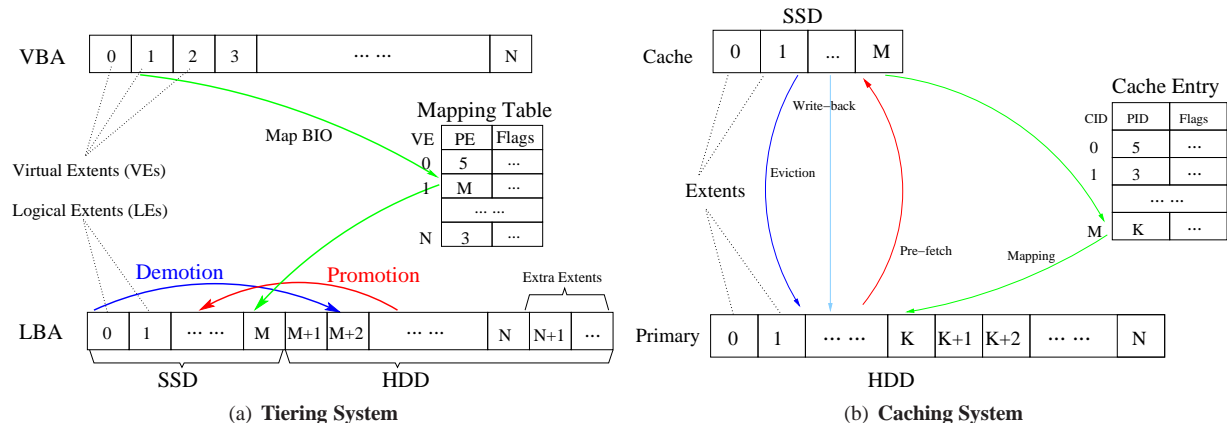 VBA
0 1 2 3 ... ... N
Map BIO
Mapping Table
VE PE Flags
0 5 ...
1 M ...
... ...
N 3 ...
Virtual Extents (VEs)
Logical Extents (LEs)
Demotion
Promotion
Extra Extents
LBA
0 1 ... ... M M+1 M+2 ... ... N N+1 ...
SSD
HDD
(a) Tiering System
SSD
Cache
0 1 ... M
Write-back
Cache Entry
CID PID Flags
0 5 ...
1 3 ...
... ...
M K ...
Eviction
Extents
Pre-fetch
Mapping
Primary
0 1 ... ... K K+1 K+2 ... ... N
HDD
(b) Caching System